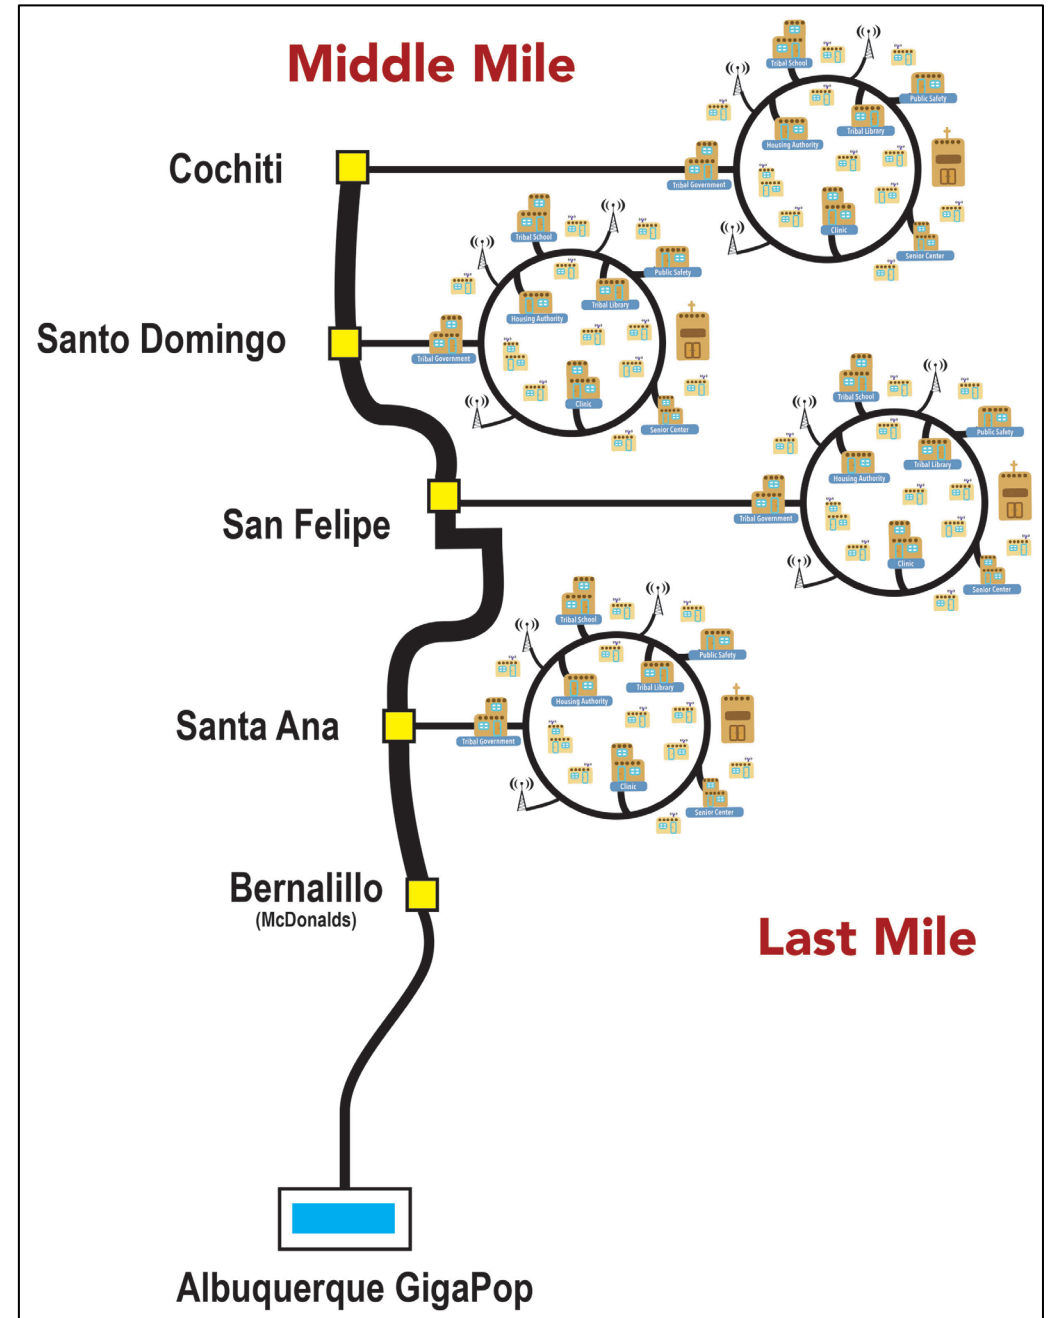 Middle Mile
Cochiti
Tribal School
Public Safety
Tribal Library
Housing Authority
Tribal Government
Clinic
Senior Center
Santo Domingo
Tribal School
Public Safety
Tribal Library
Housing Authority
Tribal Government
Clinic
Senior Center
San Felipe
Tribal School
Public Safety
Tribal Library
Housing Authority
Tribal Government
Clinic
Senior Center
Santa Ana
Tribal School
Public Safety
Tribal Library
Housing Authority
Tribal Government
Clinic
Senior Center
Bernalillo
(McDonalds)
Last Mile
Albuquerque GigaPop